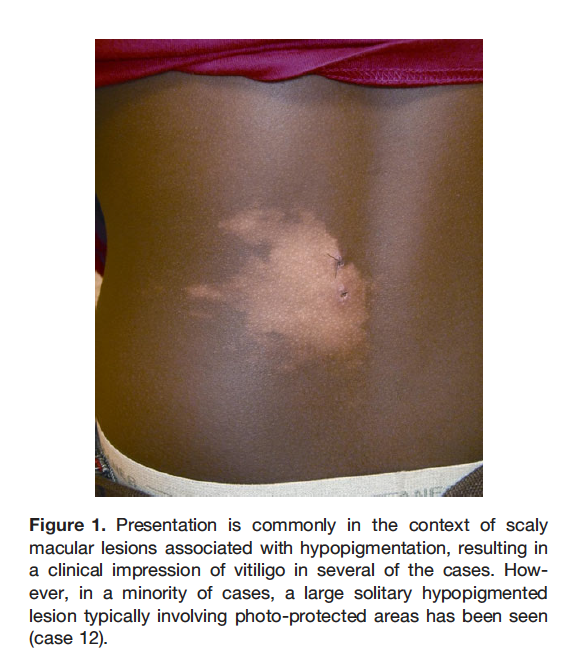 Figure 1. Presentation is commonly in the context of scaly
macular lesions associated with hypopigmentation, resulting in
a clinical impression of vitiligo in several of the cases. How-
ever, in a minority of cases, a large solitary hypopigmented
lesion typically involving photo-protected areas has been seen
(case 12).